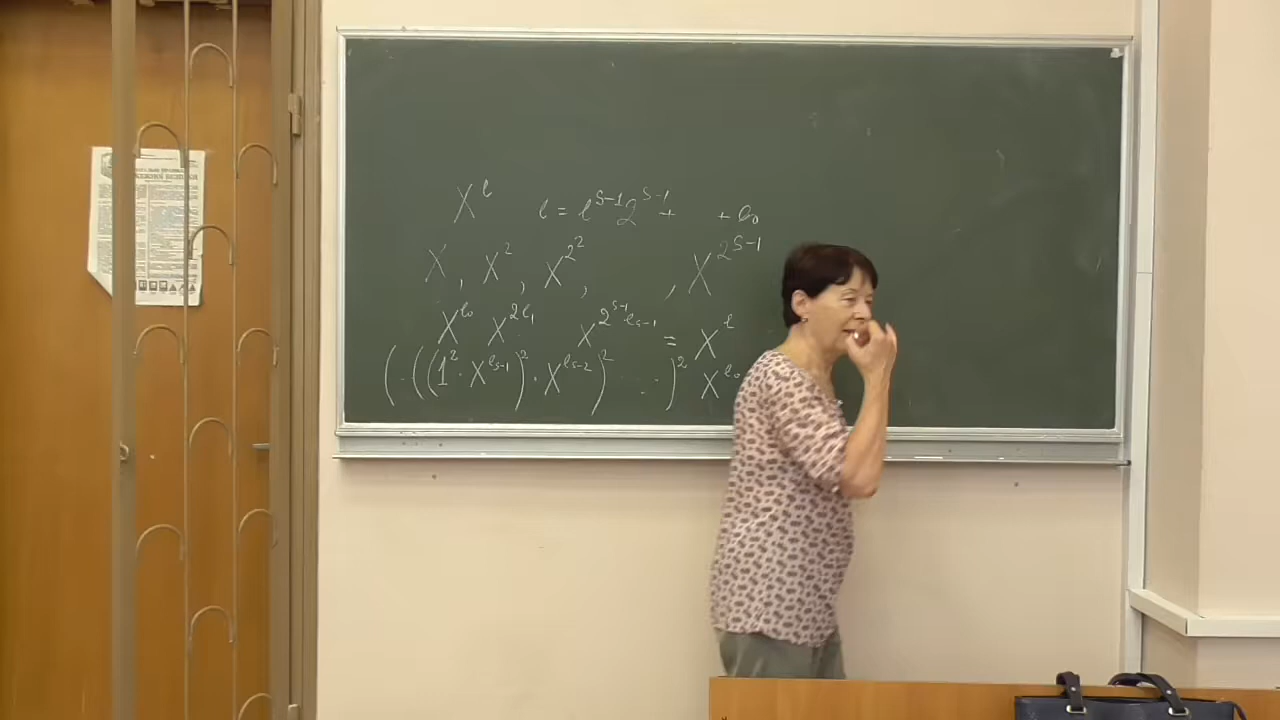 X^l   l = l^{s-1} 2^{s-1} + + l_0
X, X^2, X^{2^2}, , X^{2^{s-1}}
X^{l_0} X^{2l_1} X^{2^{s-1} l_{s-1}} = X^l
(.((1^2 · X^{l_{s-1}})^2 · X^{l_{s-2}})^2 . .)^2 X^{l_0}